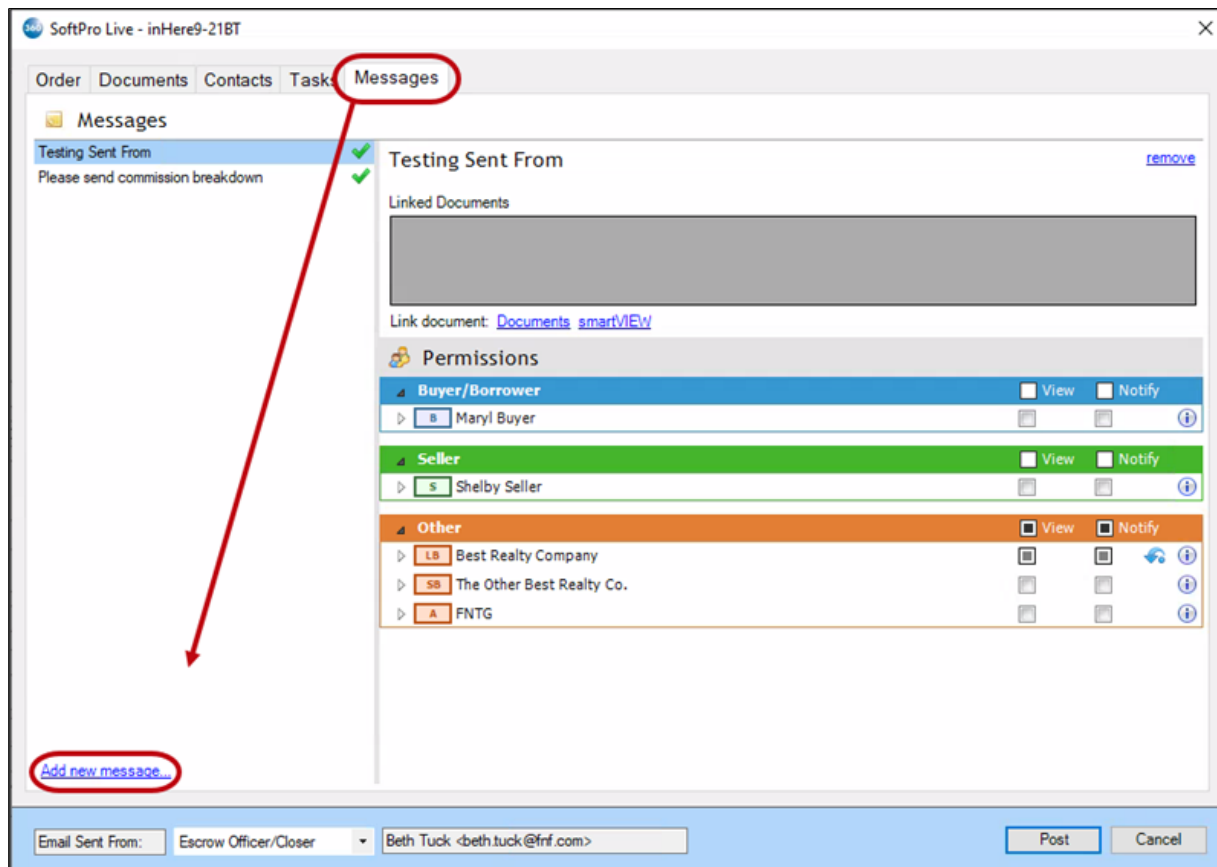 360 SoftPro Live - inHere9-21BT
Order Documents Contacts Tasks Messages
Messages
Testing Sent From
Please send commission breakdown
Testing Sent From remove
Linked Documents
Link document: Documents smartVIEW
Permissions
Buyer/Borrower View Notify
B Maryl Buyer
Seller View Notify
S Shelby Seller
Other View Notify
LB Best Realty Company
SB The Other Best Realty Co.
A FNTG
Add new message...
Email Sent From: Escrow Officer/Closer Beth Tuck <beth.tuck@fnf.com> Post Cancel